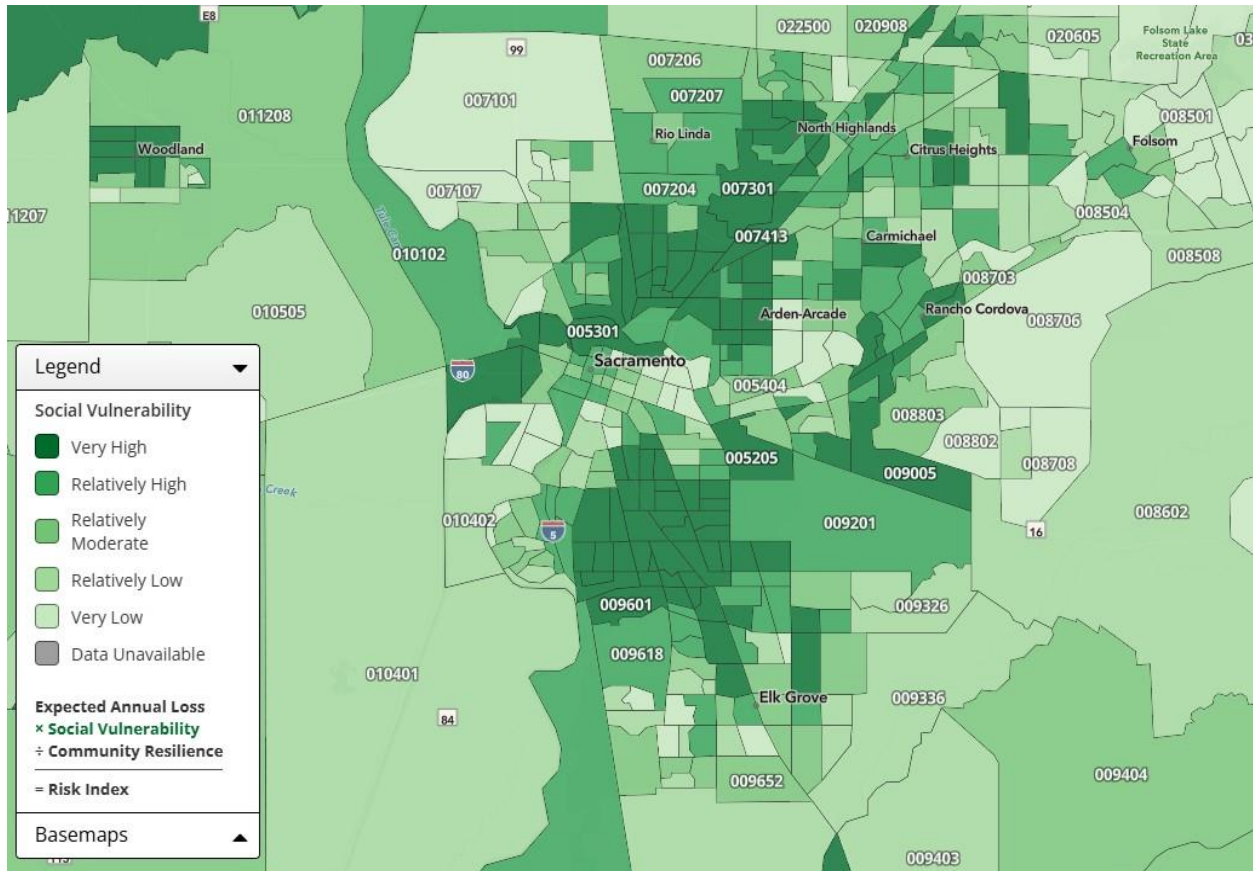 E8
022500
020908
020605
Folsom Lake
State
Recreation Area
99
007206
007101
007207
008501
011208
Rio Linda
North Highlands
Folsom
Woodland
Citrus Heights
007107
007204
007301
11207
008504
010102
007413
Carmichael
008508
008703
010505
Arden-Arcade
Rancho Cordova
008706
005301
Sacramento
80
005404
008803
008802
005205
008708
009005
Creek
010402
5
009201
16
008602
009601
009326
009618
010401
Elk Grove
009336
84
009652
009404
009403
Legend
Social Vulnerability
Very High
Relatively High
Relatively
Moderate
Relatively Low
Very Low
Data Unavailable
Expected Annual Loss
× Social Vulnerability
÷ Community Resilience
= Risk Index
Basemaps